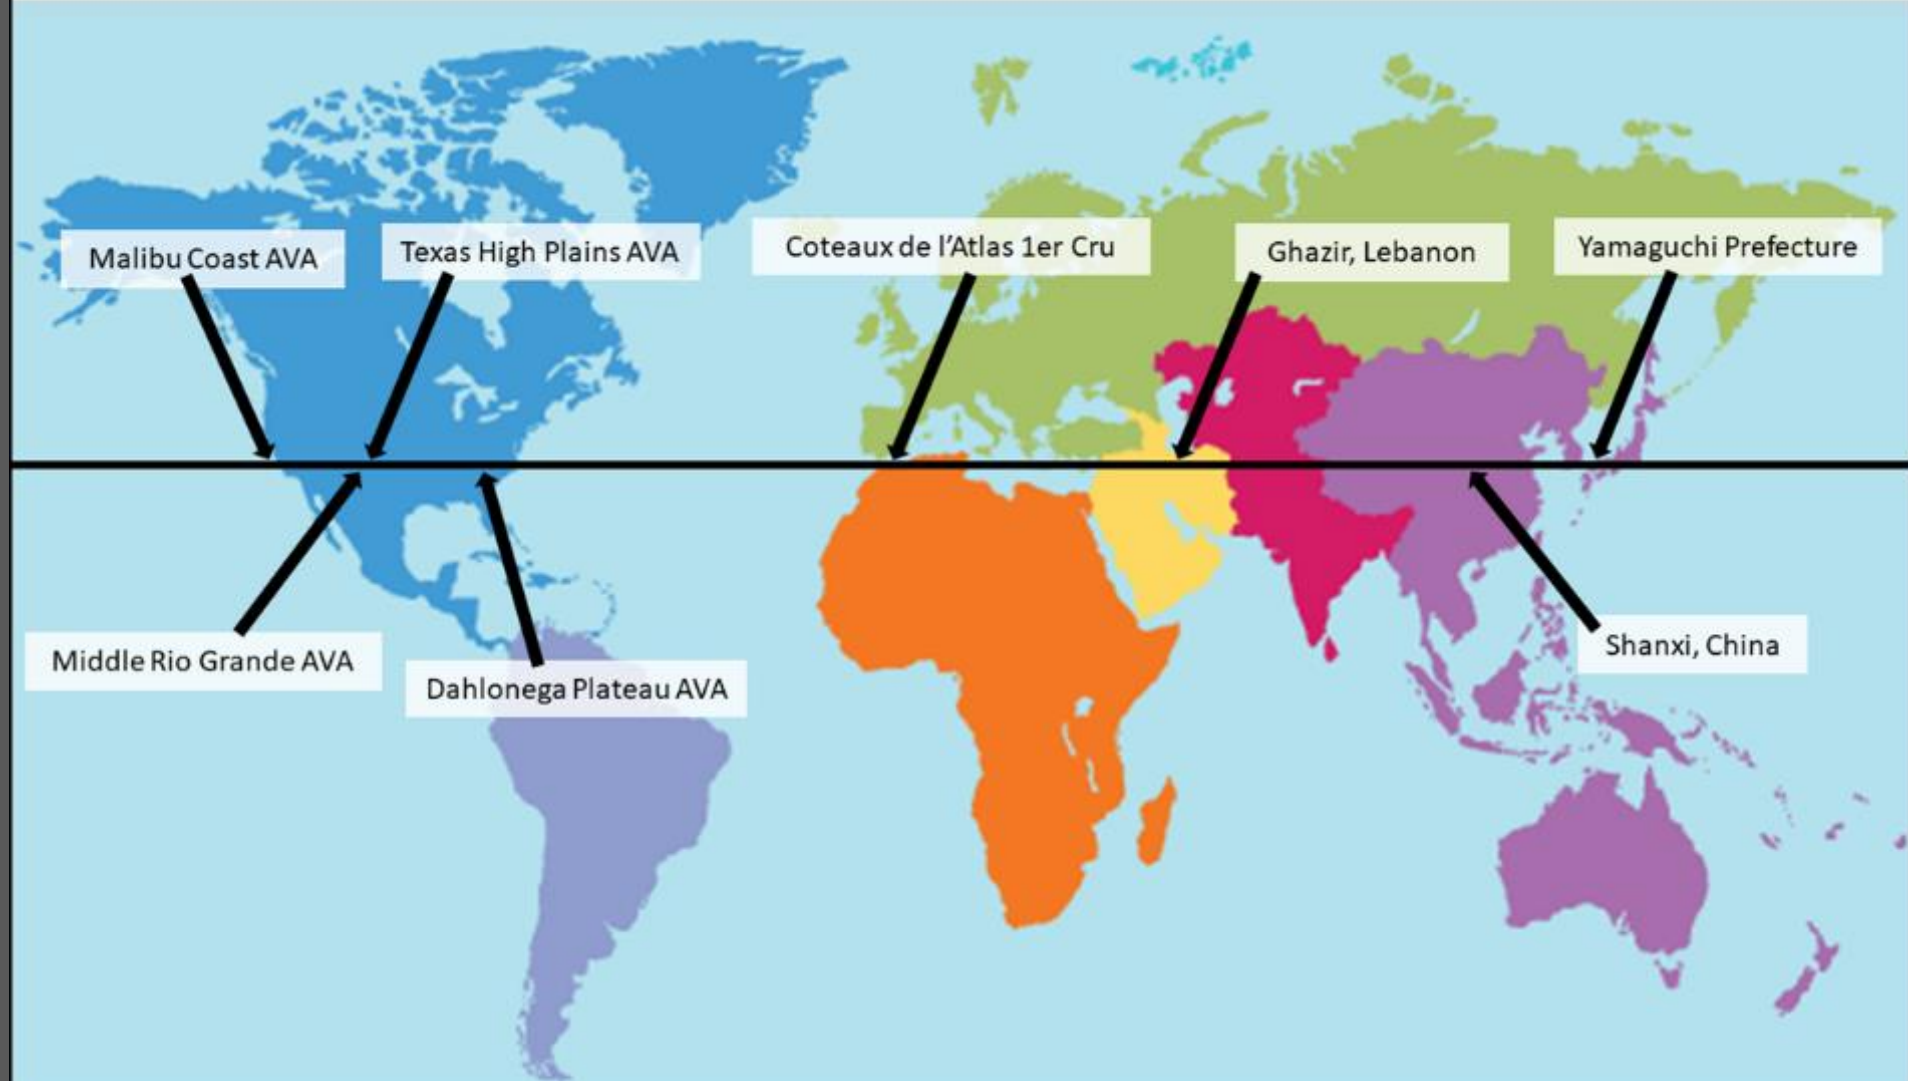 Malibu Coast AVA
Texas High Plains AVA
Coteaux de l’Atlas 1er Cru
Ghazir, Lebanon
Yamaguchi Prefecture
Middle Rio Grande AVA
Dahlonega Plateau AVA
Shanxi, China